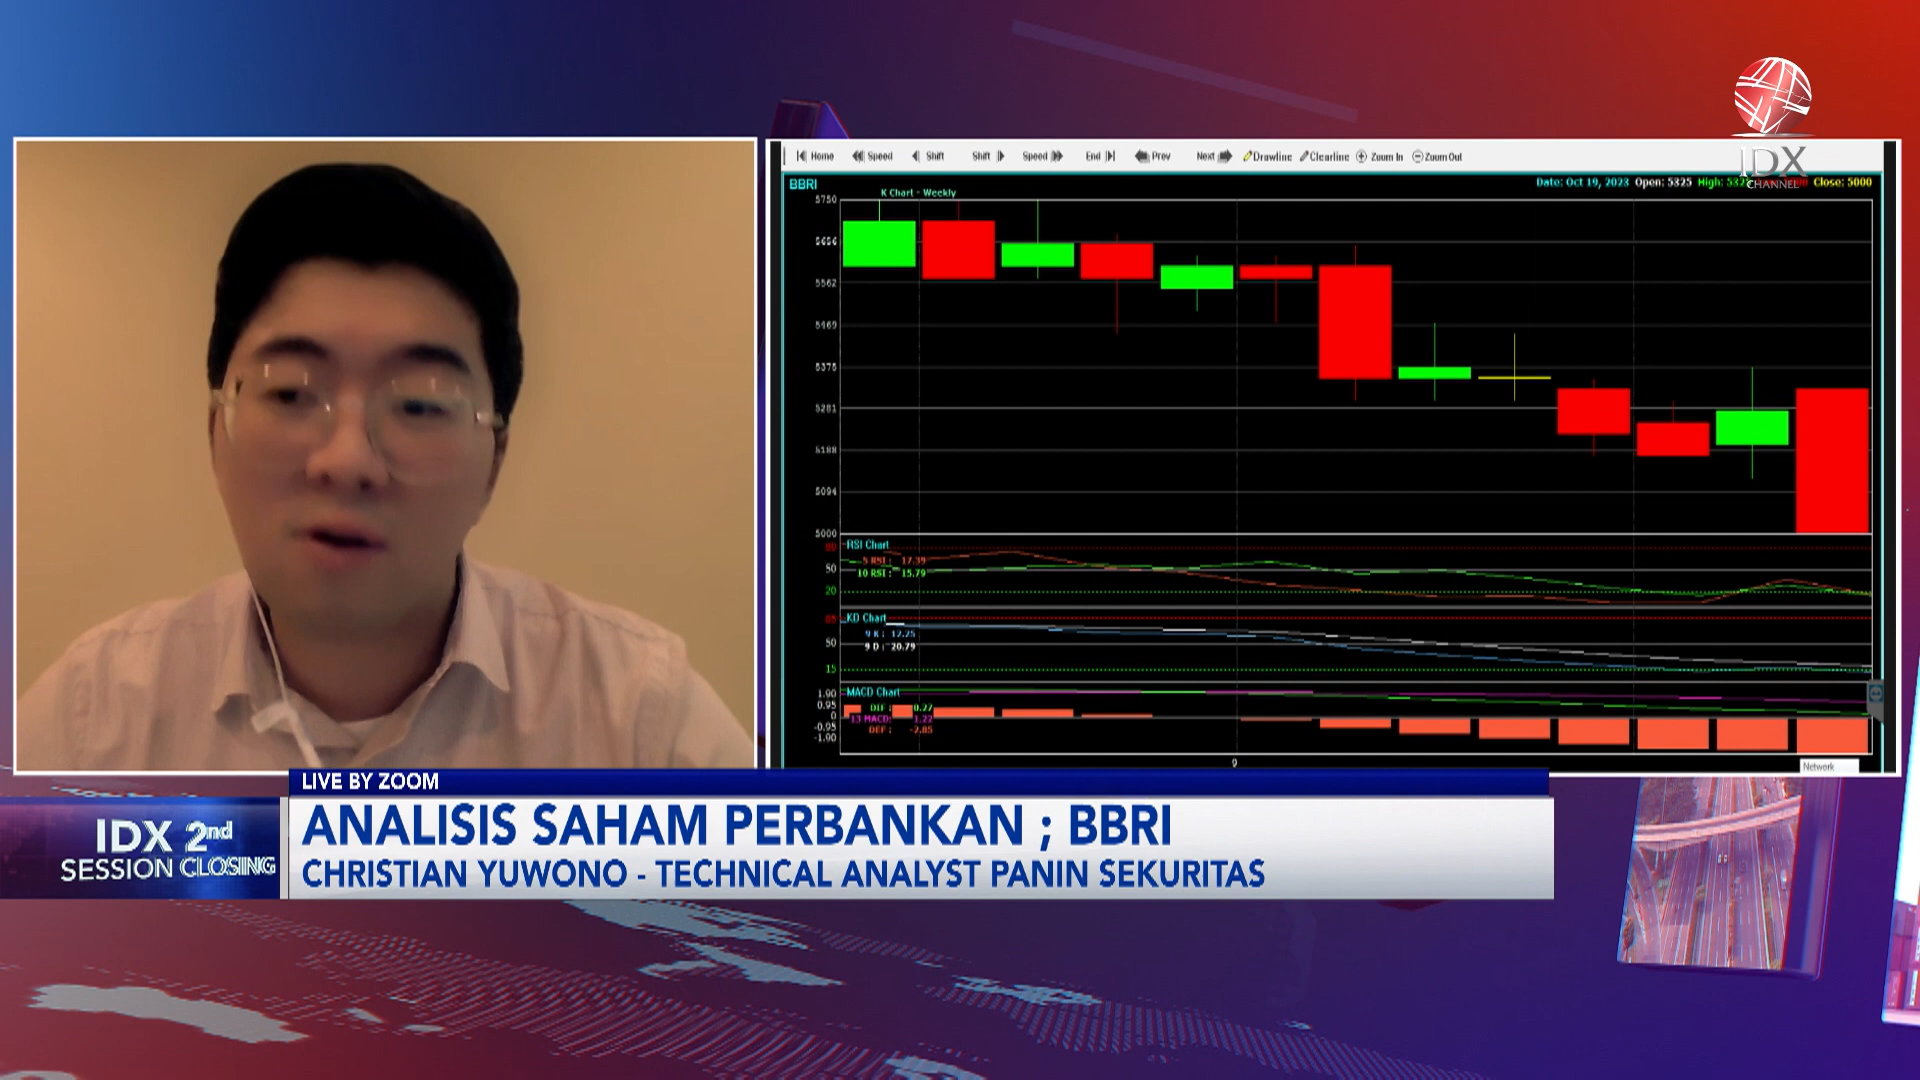 IDX
CHANNEL
Home Speed Shift Shift Speed End Prev Next Drawline Clearline Zoom In Zoom Out
BBRI
K Chart - Weekly
Date: Oct 19, 2023 Open: 5325 High: Close: 5000
5750
5656
5562
5469
5375
5281
5188
5094
5000
RSI Chart
80
5 RSI : 17.39
50
10 RSI : 15.79
20
KD Chart
85
9 K : 12.25
50
9 D : 20.79
15
MACD Chart
1.90
0.95
0
-0.95
-1.90
DIF : 0.27
13 MACD: 1.22
DEF : -2.85
9
Network
LIVE BY ZOOM
IDX 2nd
SESSION CLOSING
ANALISIS SAHAM PERBANKAN ; BBRI
CHRISTIAN YUWONO - TECHNICAL ANALYST PANIN SEKURITAS